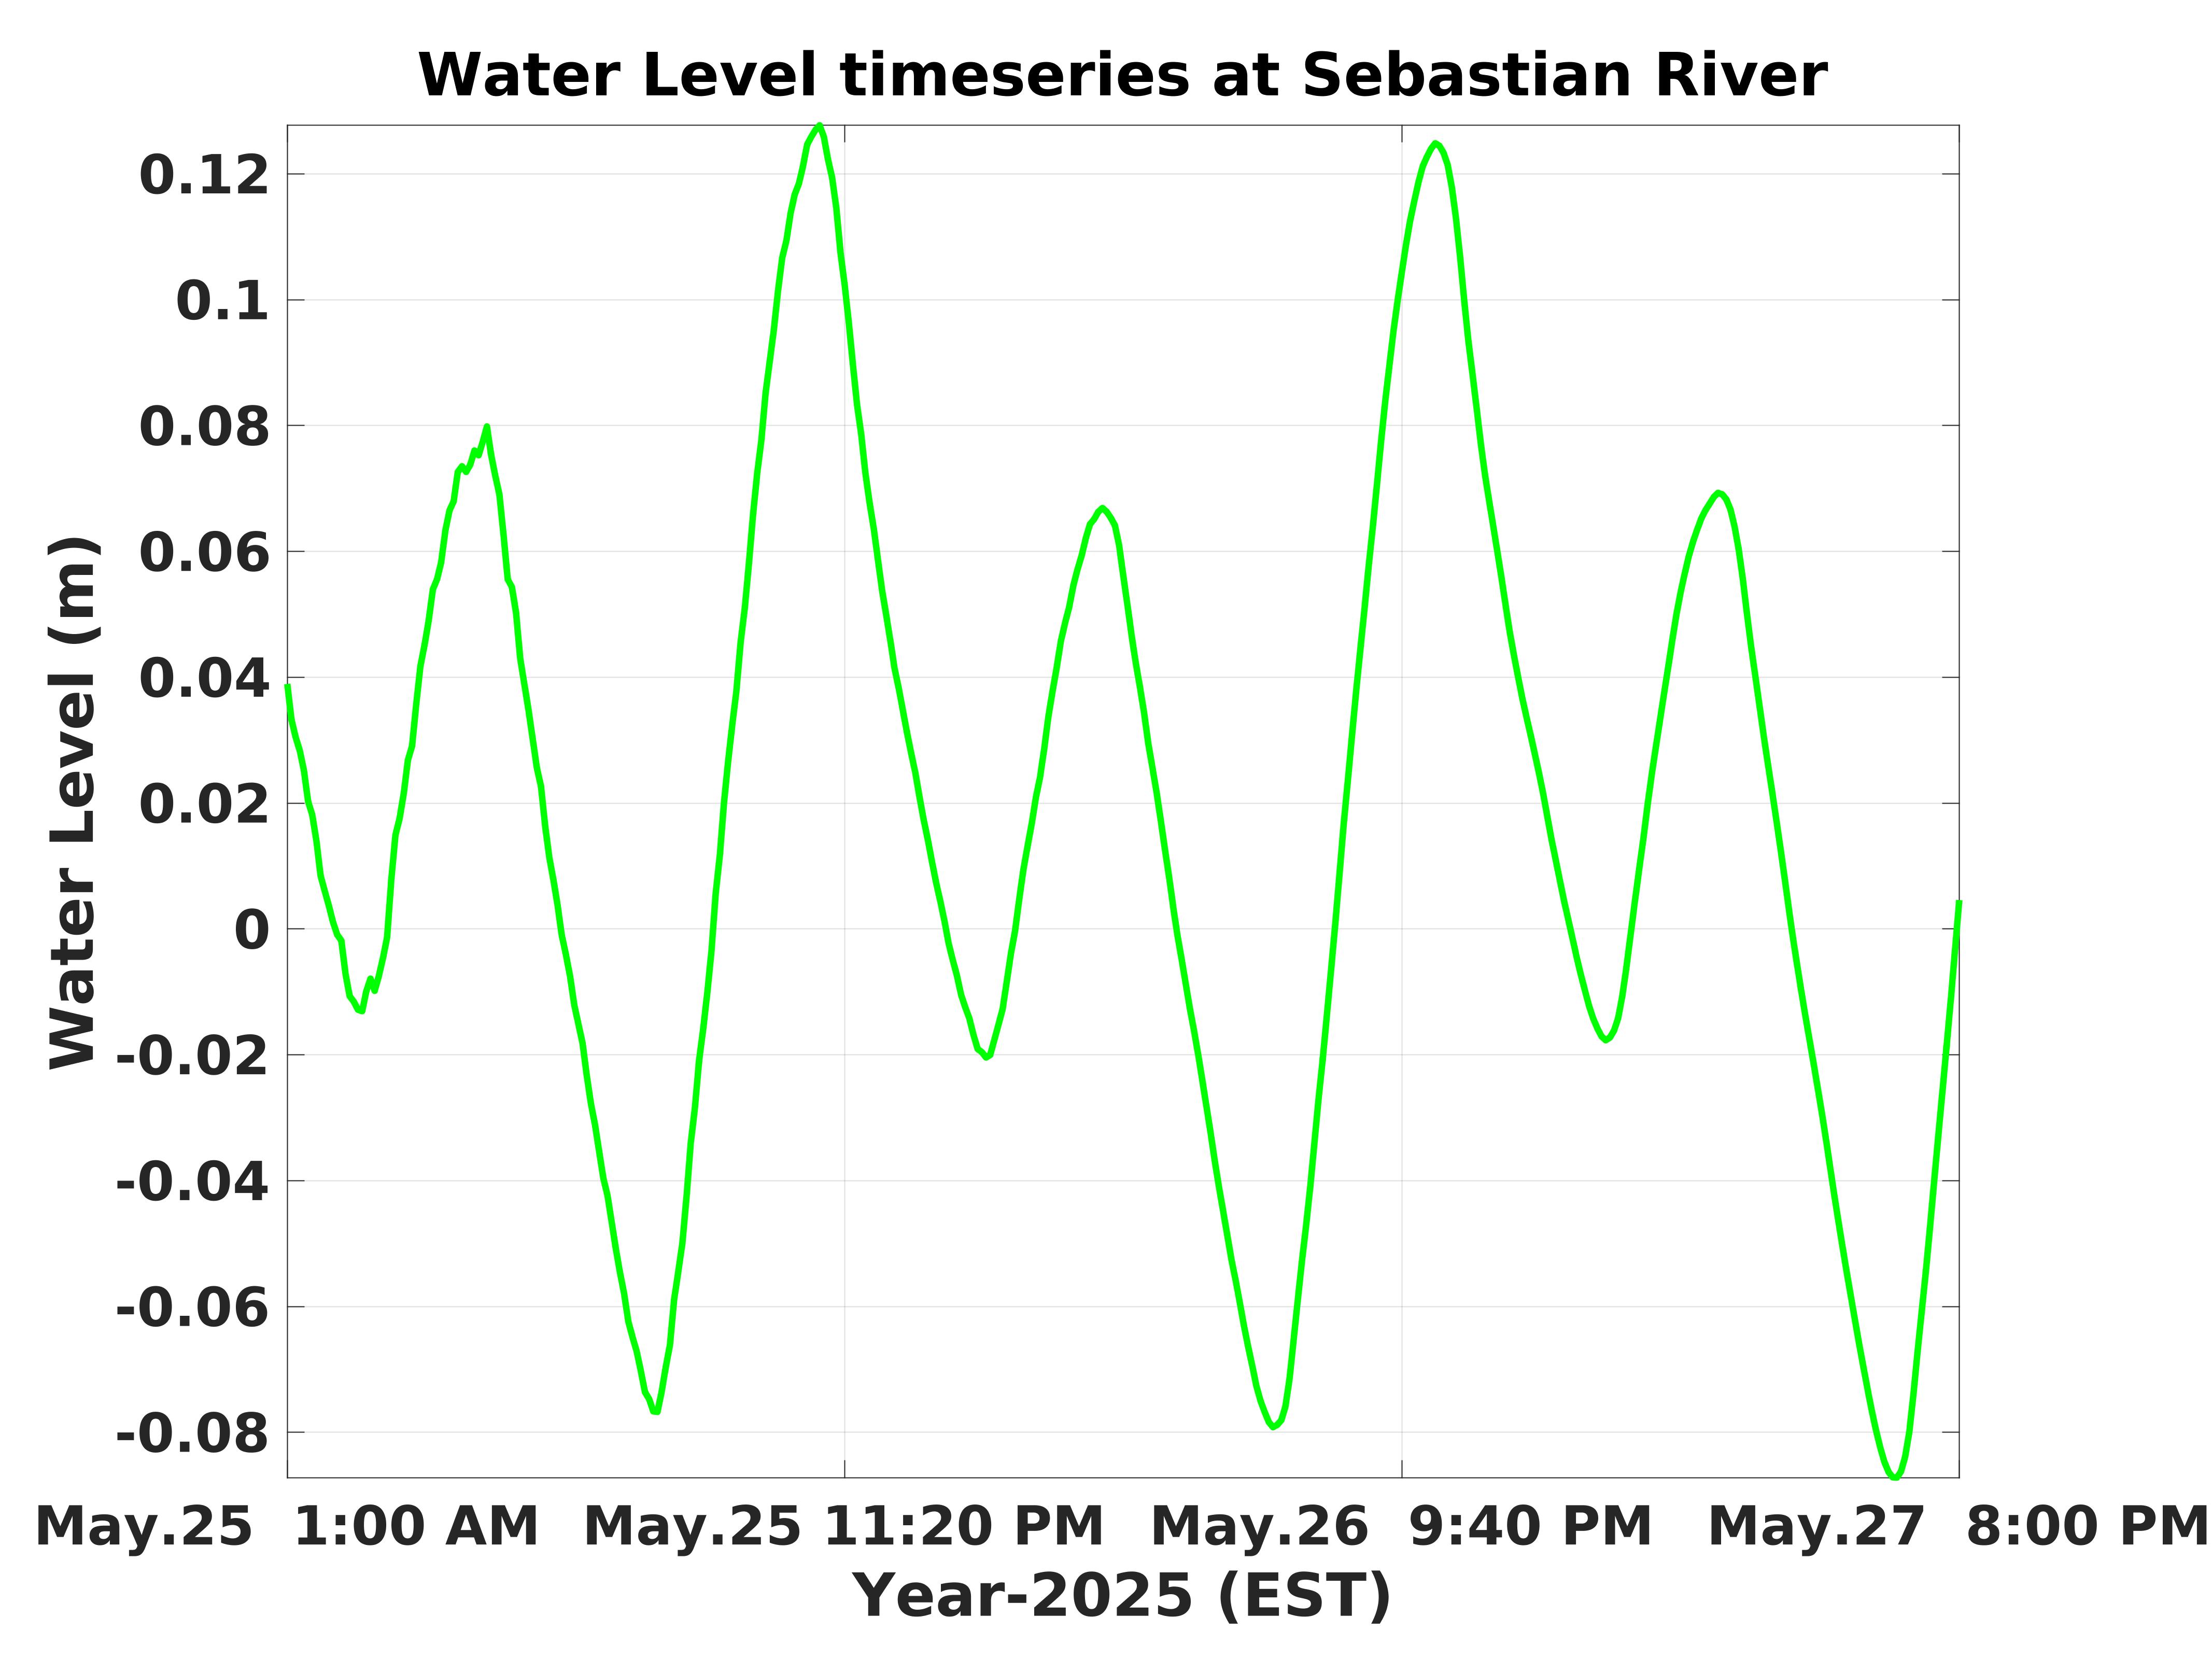 Water Level timeseries at Sebastian River
Water Level (m)
0.12
0.1
0.08
0.06
0.04
0.02
0
-0.02
-0.04
-0.06
-0.08
May.25  1:00 AM May.25 11:20 PM May.26  9:40 PM May.27  8:00 PM
Year-2025 (EST)